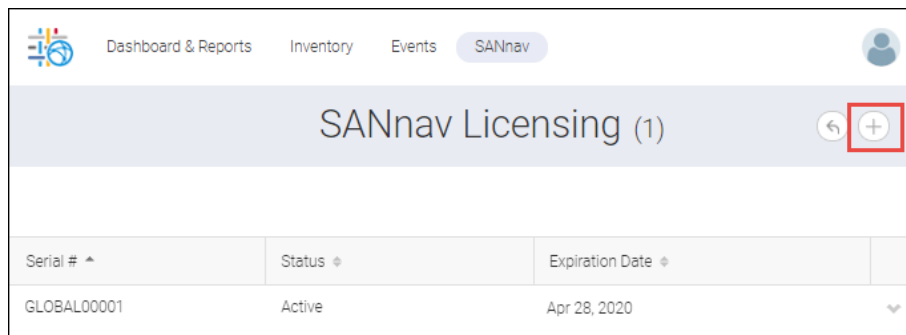 Dashboard & Reports Inventory Events SANnav
SANnav Licensing (1)
Serial # Status Expiration Date
GLOBAL00001 Active Apr 28, 2020